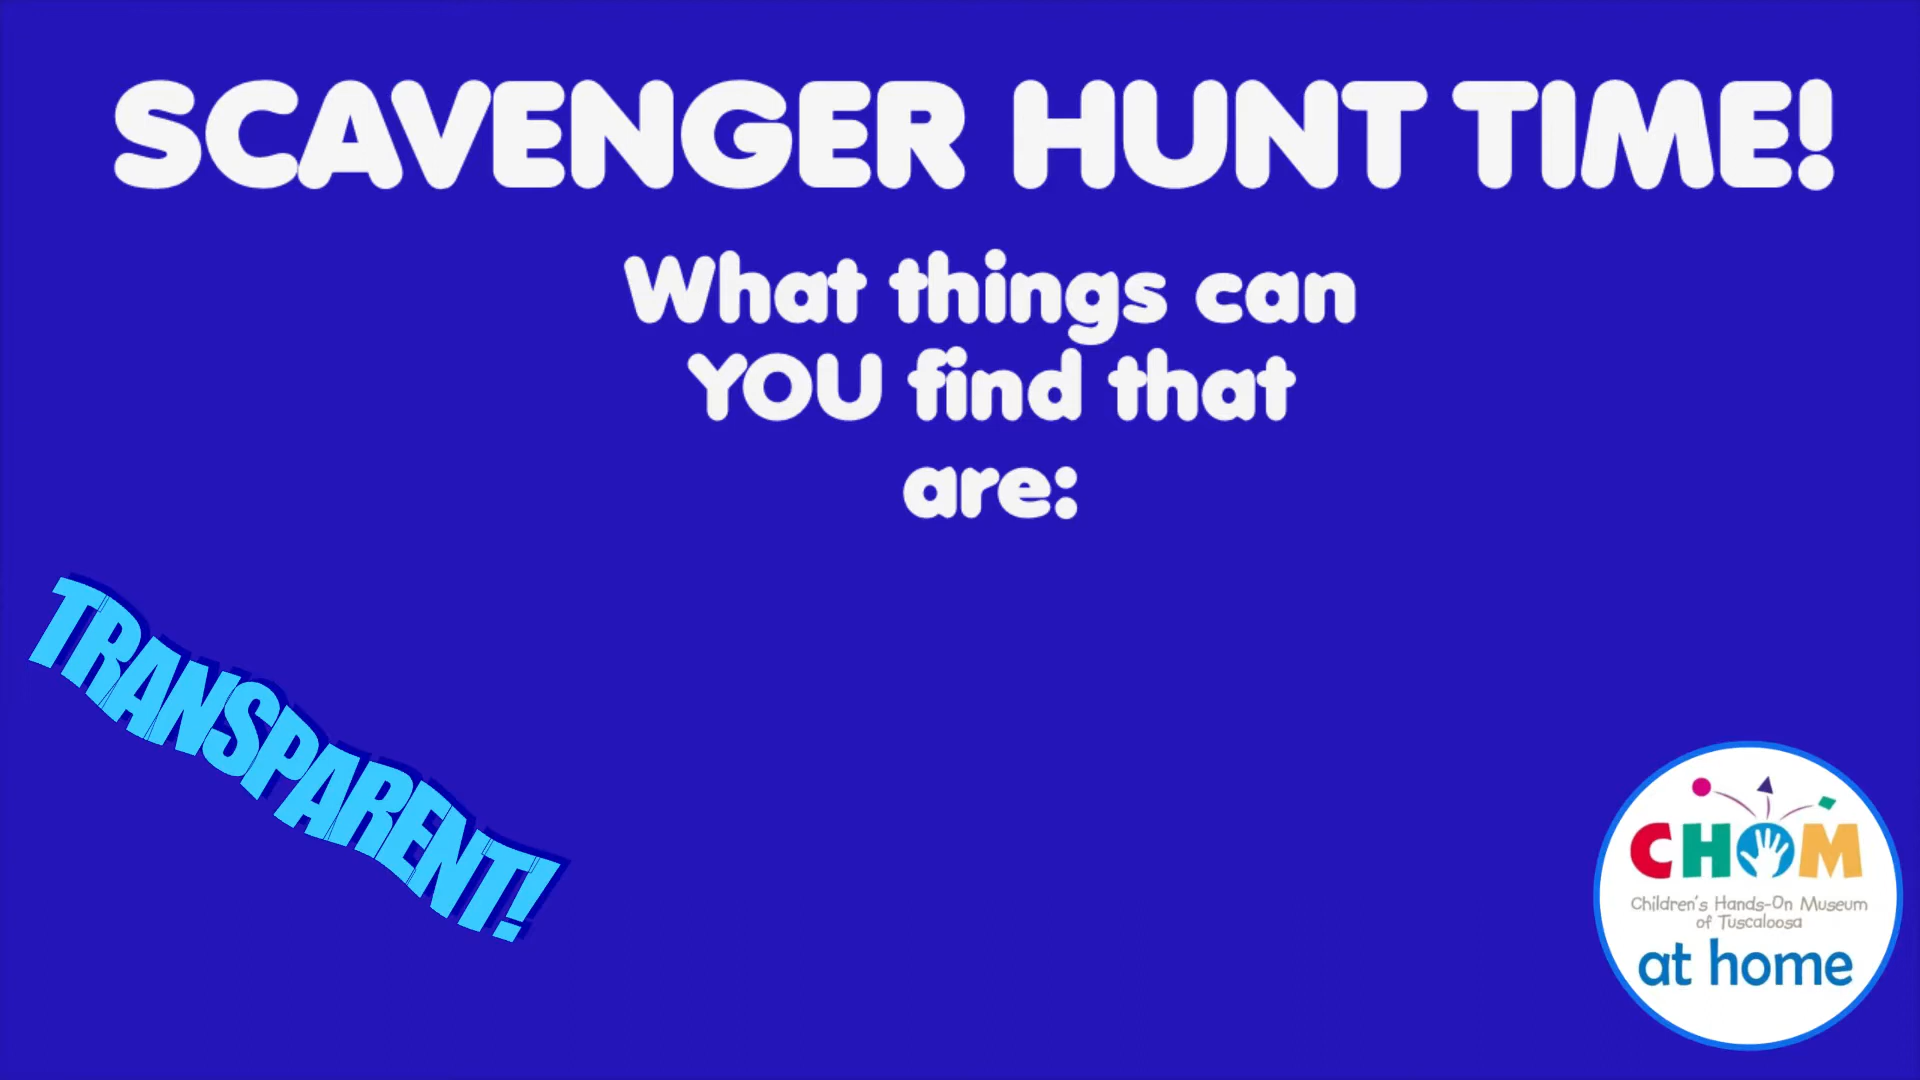 SCAVENGER HUNT TIME!
What things can
YOU find that
are:
TRANSPARENT!
CHOM
Children's Hands-On Museum
of Tuscaloosa
at home